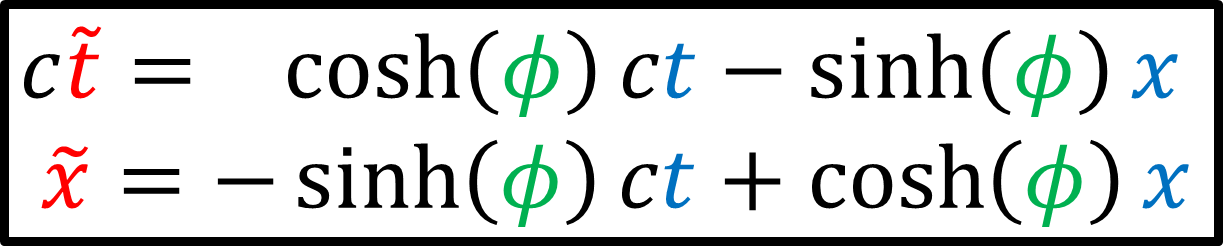 ct̃ = cosh(ϕ) ct − sinh(ϕ) x
x̃ = − sinh(ϕ) ct + cosh(ϕ) x